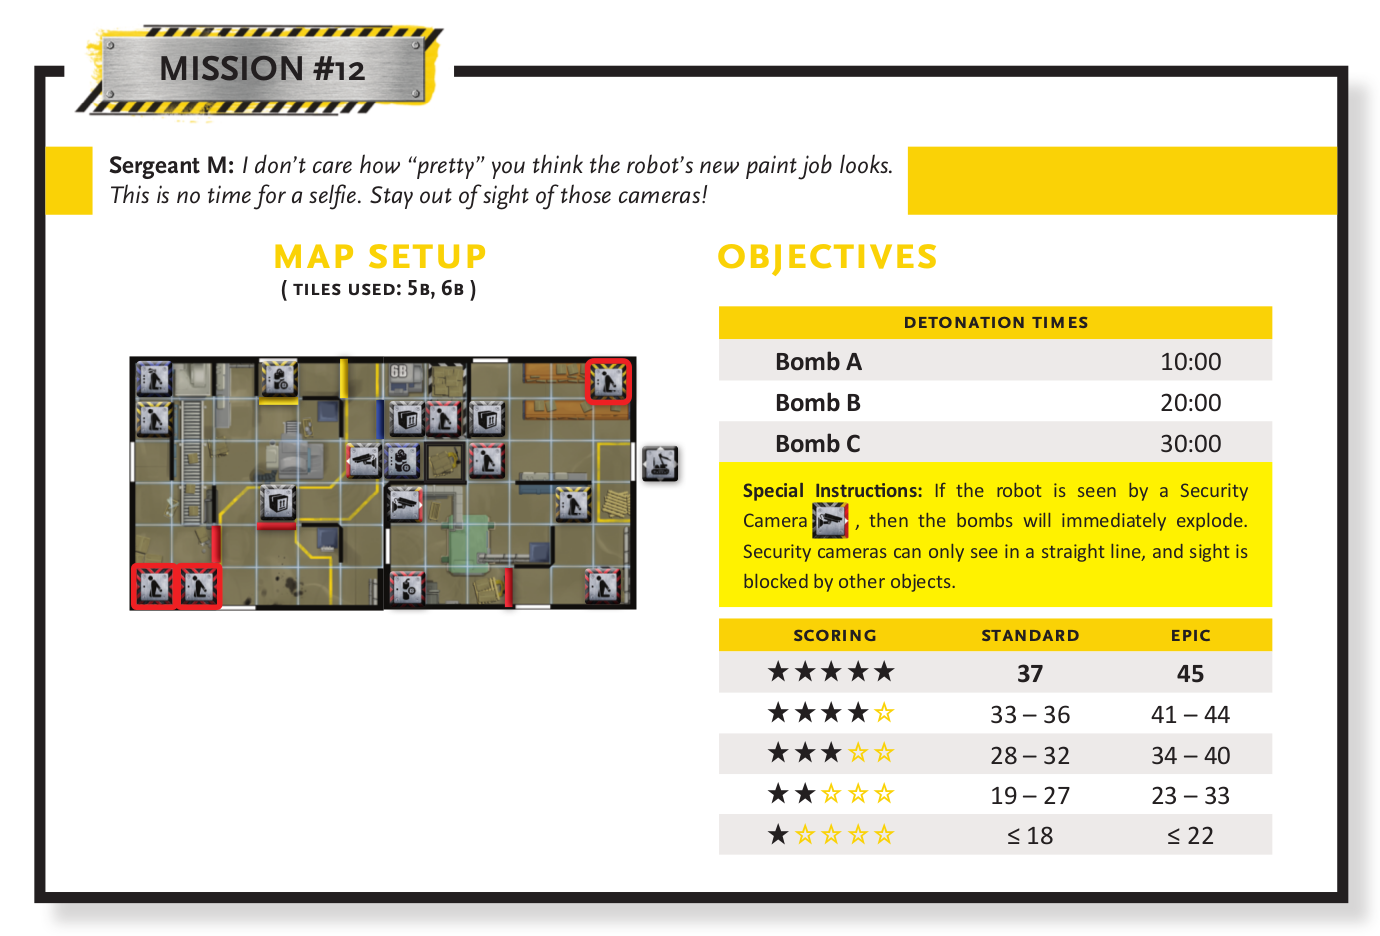 MISSION #12
Sergeant M: I don't care how “pretty” you think the robot's new paint job looks.
This is no time for a selfie. Stay out of sight of those cameras!
MAP SETUP
( TILES USED: 5B, 6B )
6B
OBJECTIVES
DETONATION TIMES
Bomb A 10:00
Bomb B 20:00
Bomb C 30:00
Special Instructions: If the robot is seen by a Security
Camera , then the bombs will immediately explode.
Security cameras can only see in a straight line, and sight is
blocked by other objects.
SCORING STANDARD EPIC
★★★★★ 37 45
★★★★☆ 33 – 36 41 – 44
★★★☆☆ 28 – 32 34 – 40
★★☆☆☆ 19 – 27 23 – 33
★☆☆☆☆ ≤ 18 ≤ 22